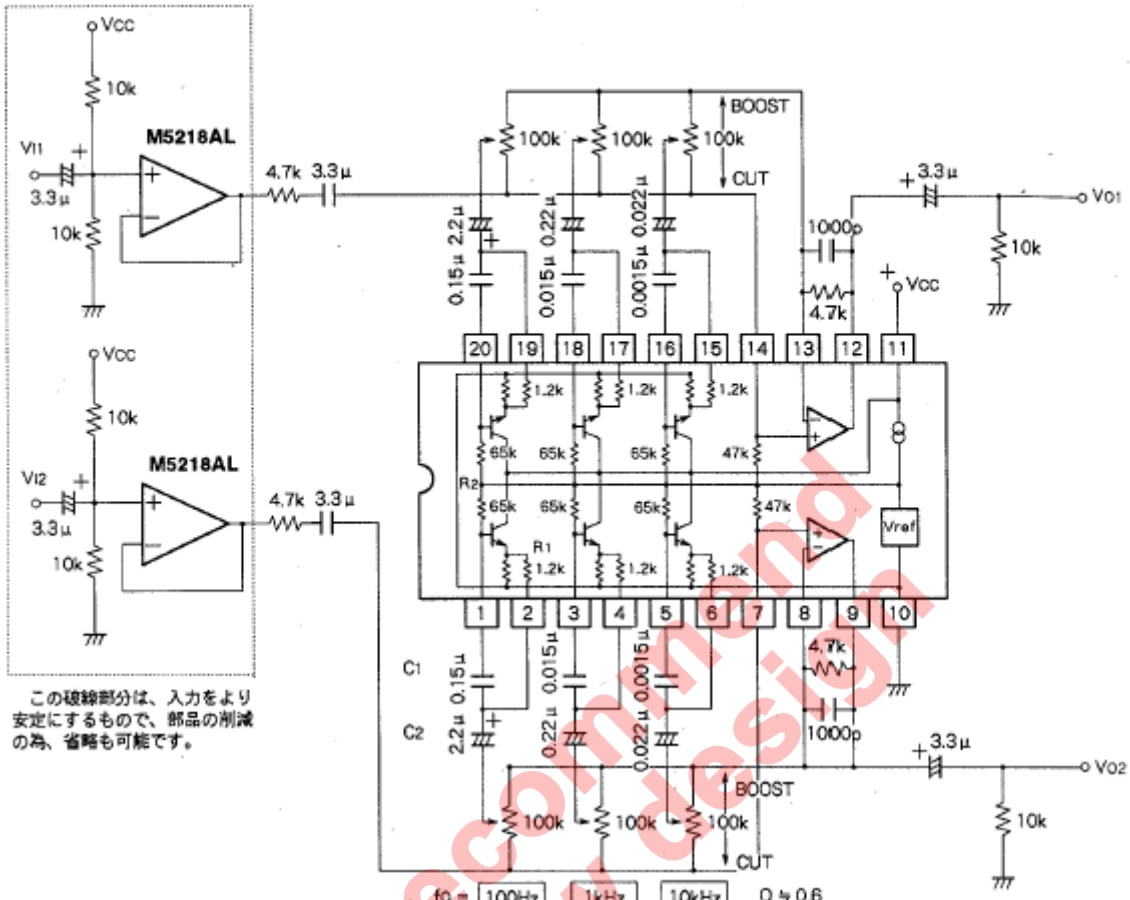 VCC
10k
M5218AL
VI1
+
3.3μ
10k
+
−
4.7k 3.3μ
VCC
10k
M5218AL
VI2
+
3.3μ
10k
+
−
4.7k 3.3μ
この破線部分は、入力をより
安定にするもので、部品の削減
の為、省略も可能です。
100k 100k 100k
BOOST
CUT
2.2μ 0.22μ 0.022μ
+
0.15μ 0.015μ 0.0015μ
1000p
4.7k
+ 3.3μ
VO1
10k
+
VCC
20 19 18 17 16 15 14 13 12 11
1.2k 1.2k 1.2k
65k 65k 65k 47k
−
+
R2
65k 65k 65k 47k
+
−
Vref
R1
1.2k 1.2k 1.2k
1 2 3 4 5 6 7 8 9 10
C1
0.15μ 0.015μ 0.0015μ
C2
2.2μ 0.22μ 0.022μ
+
4.7k
1000p
+ 3.3μ
VO2
10k
BOOST
100k 100k 100k
CUT
fo = 100Hz 1kHz 10kHz Q≒0.6
ecommend
design